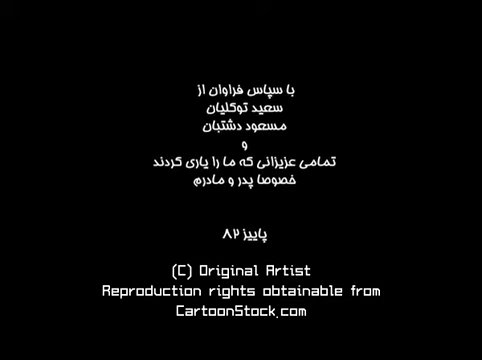 با سپاس فراوان از
سعید توکلیان
مسعود دشتبان
و
تمامی عزیزانی که ما را یاری کردند
خصوصا پدر و مادرم
پاییز ۸۲
(C) Original Artist
Reproduction rights obtainable from
CartoonStock.com